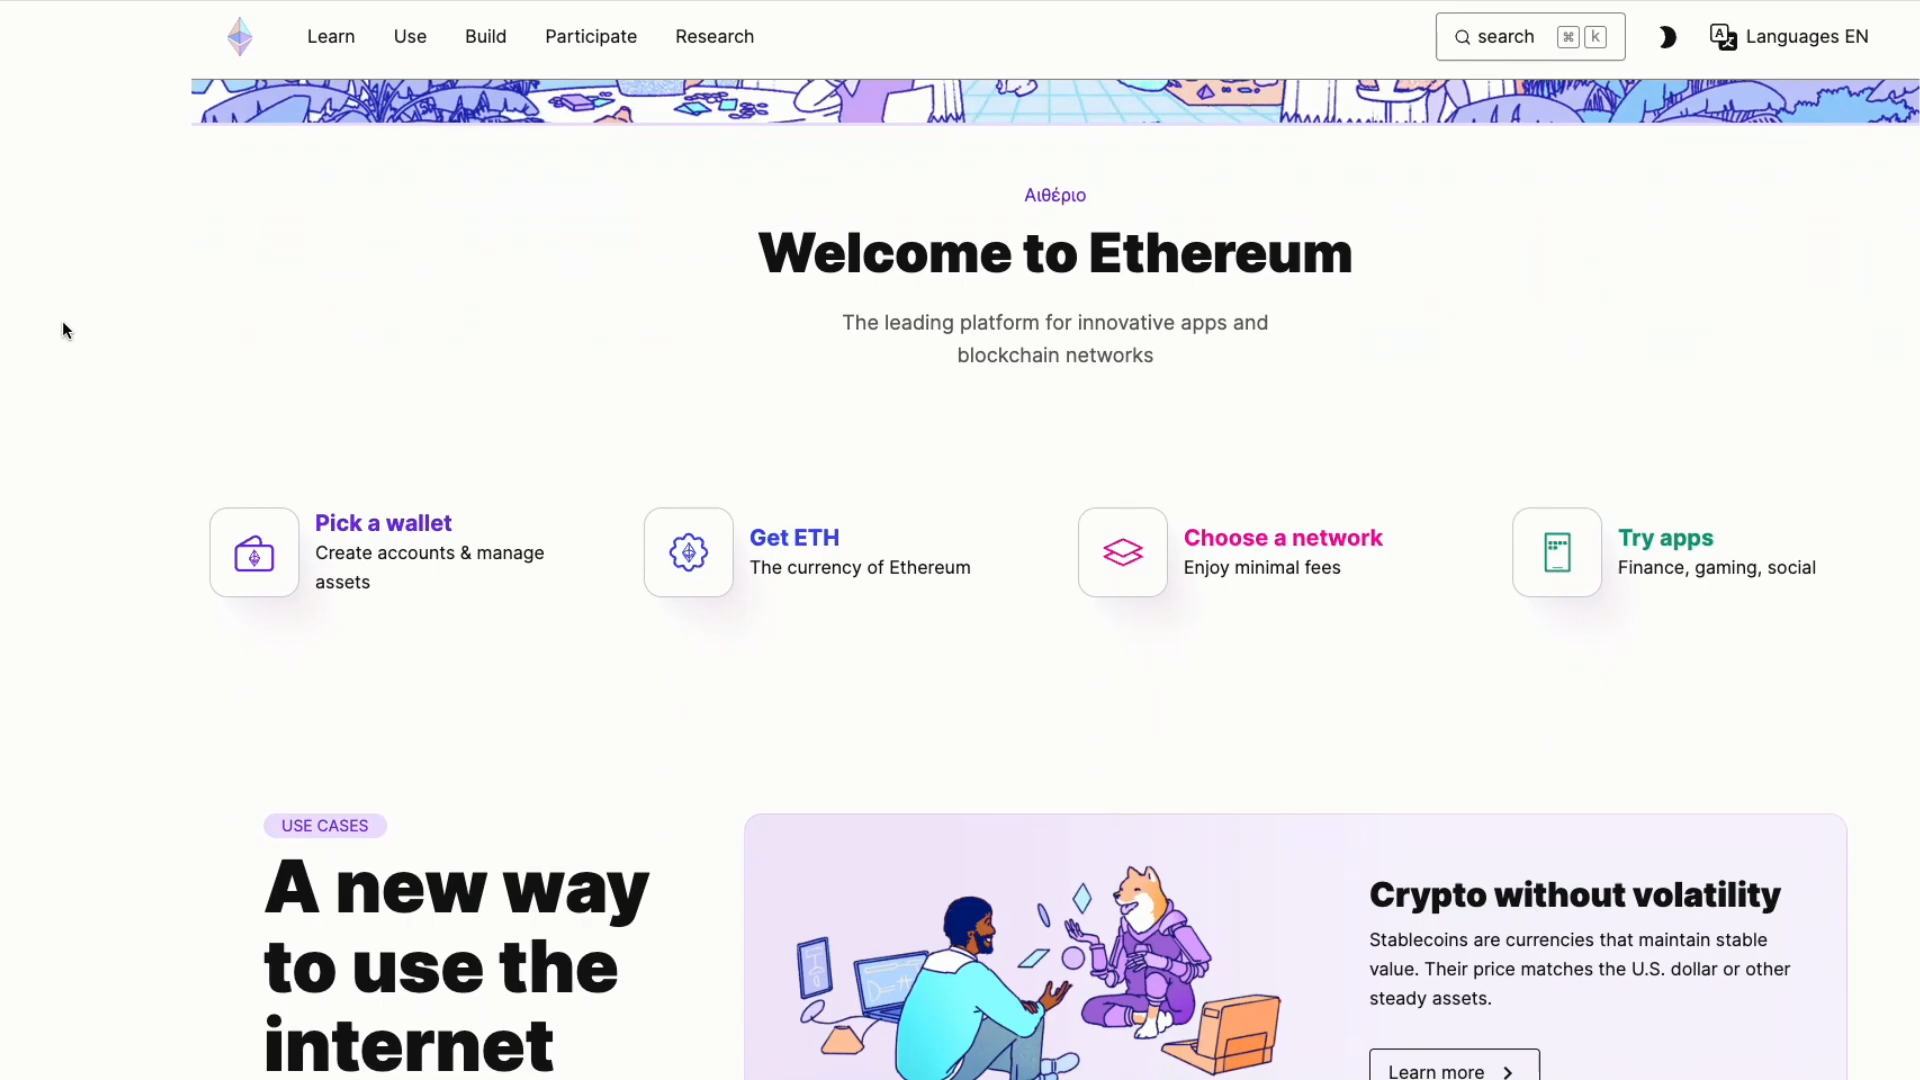 Learn Use Build Participate Research search ⌘ k Languages EN
Αιθέριο
Welcome to Ethereum
The leading platform for innovative apps and
blockchain networks
Pick a wallet
Create accounts & manage
assets
Get ETH
The currency of Ethereum
Choose a network
Enjoy minimal fees
Try apps
Finance, gaming, social
USE CASES
A new way
to use the
internet
Crypto without volatility
Stablecoins are currencies that maintain stable
value. Their price matches the U.S. dollar or other
steady assets.
Learn more